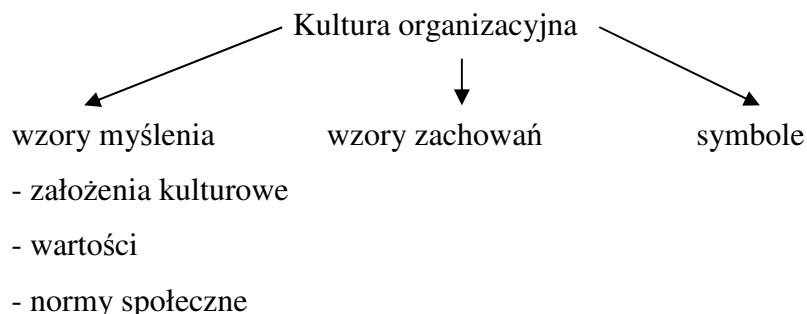 Kultura organizacyjna
wzory myślenia wzory zachowań symbole
- założenia kulturowe
- wartości
- normy społeczne